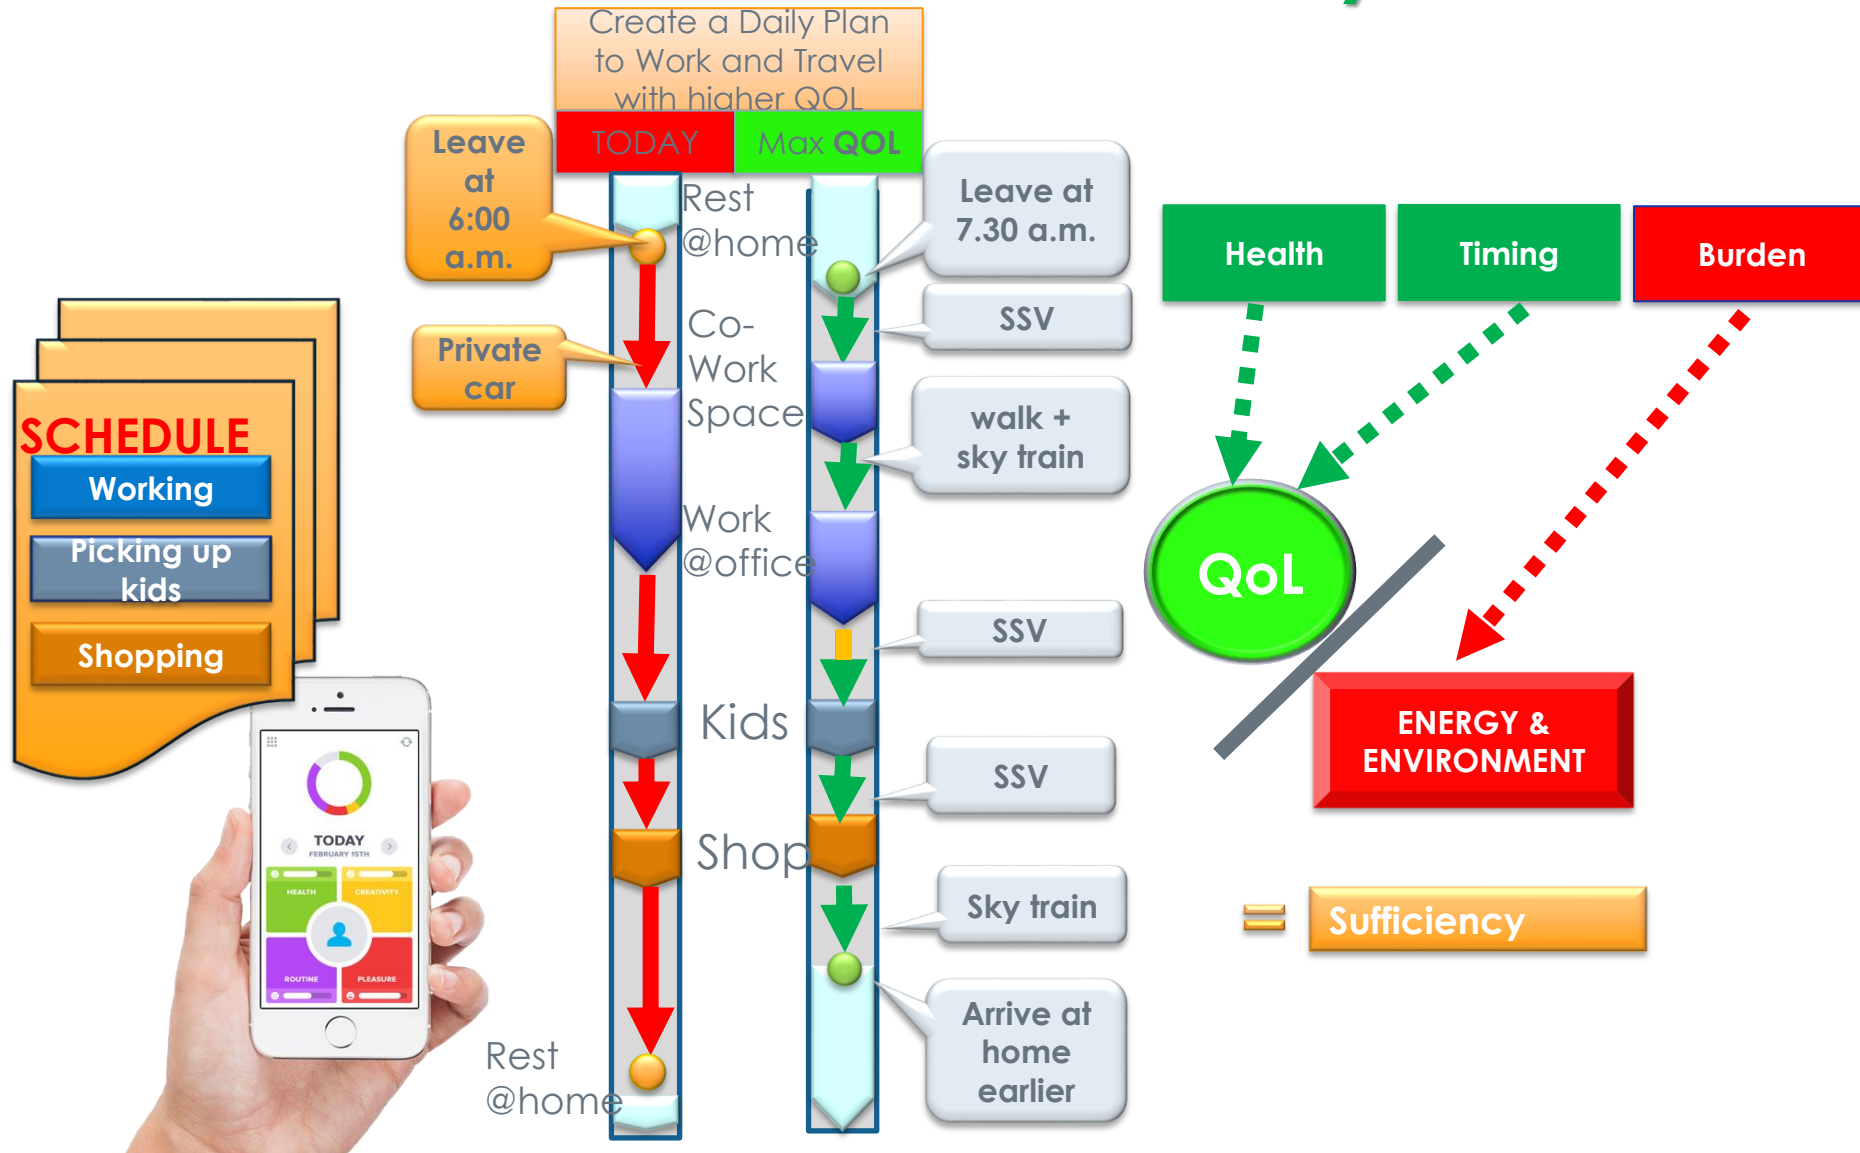 Create a Daily Plan
to Work and Travel
with higher QOL
TODAY
Max QOL
Leave
at
6:00
a.m.
Private
car
Rest
@home
Co-
Work
Space
Work
@office
Kids
Shop
Rest
@home
Leave at
7.30 a.m.
SSV
walk +
sky train
SSV
SSV
Sky train
Arrive at
home
earlier
SCHEDULE
Working
Picking up
kids
Shopping
TODAY
FEBRUARY 15TH
HEALTH
CREATIVITY
ROUTINE
PLEASURE
Health
Timing
Burden
QoL
ENERGY &
ENVIRONMENT
= Sufficiency